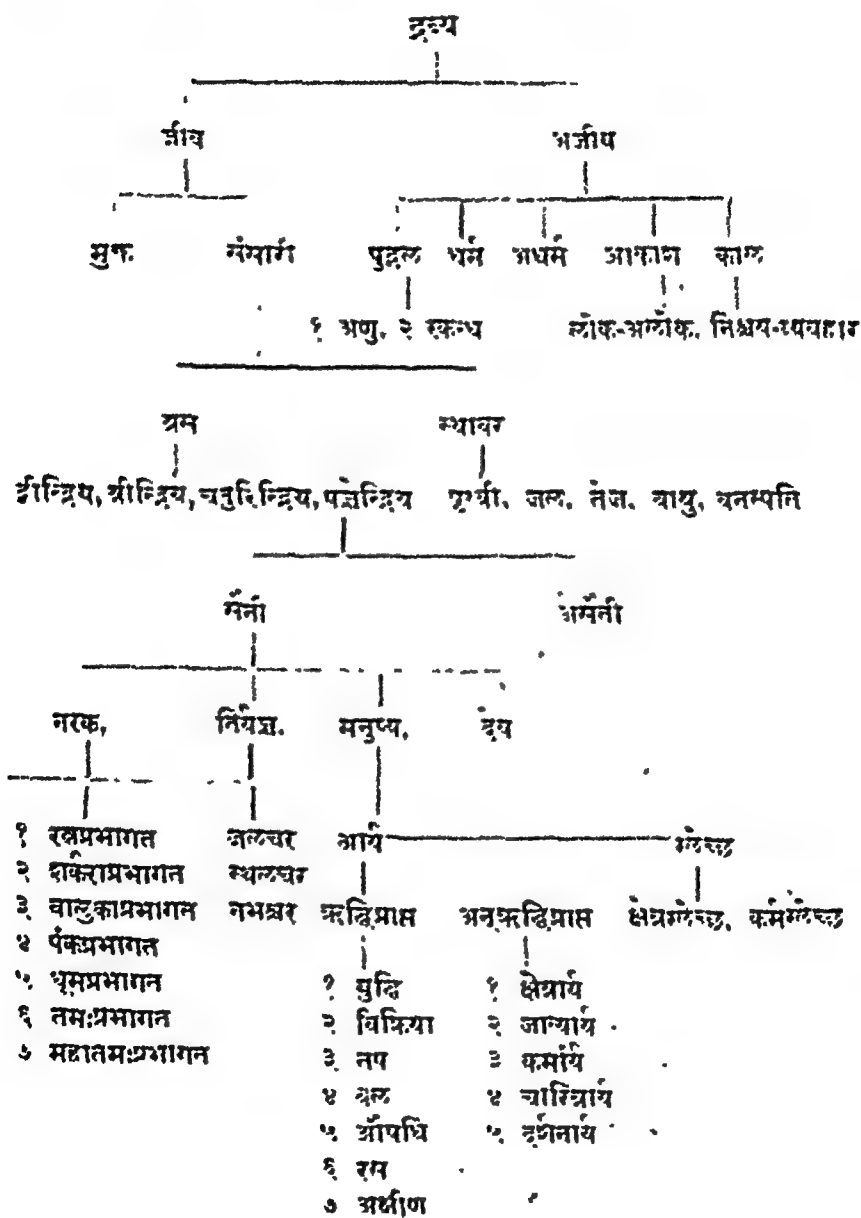 द्रव्य
जीव अजीव
मुक्त संसारी पुद्गल धर्म अधर्म आकाश काल
१ अणु, २ स्कन्ध लोक-अलोक, निश्चय-व्यवहार
त्रस स्थावर
द्वीन्द्रिय, त्रीन्द्रिय, चतुरिन्द्रिय, पञ्चेन्द्रिय पृथ्वी, जल, तेज, वायु, वनस्पति
सैनी असैनी
नरक, तिर्यञ्च, मनुष्य, देव
१ रत्नप्रभागत जलचर आर्य म्लेच्छ
२ शर्कराप्रभागत स्थलचर
३ वालुकाप्रभागत नभश्चर ऋद्धिप्राप्त अनृऋद्धिप्राप्त क्षेत्रम्लेच्छ, कर्मम्लेच्छ
४ पंकप्रभागत
५ धूमप्रभागत १ बुद्धि १ क्षेत्रार्य
६ तमःप्रभागत २ विक्रिया २ जात्यार्य
७ महातमःप्रभागत ३ तप ३ कर्मार्य
४ बल ४ चारित्रार्य
५ औषधि ५ दर्शनार्य
६ रस
७ अक्षीण